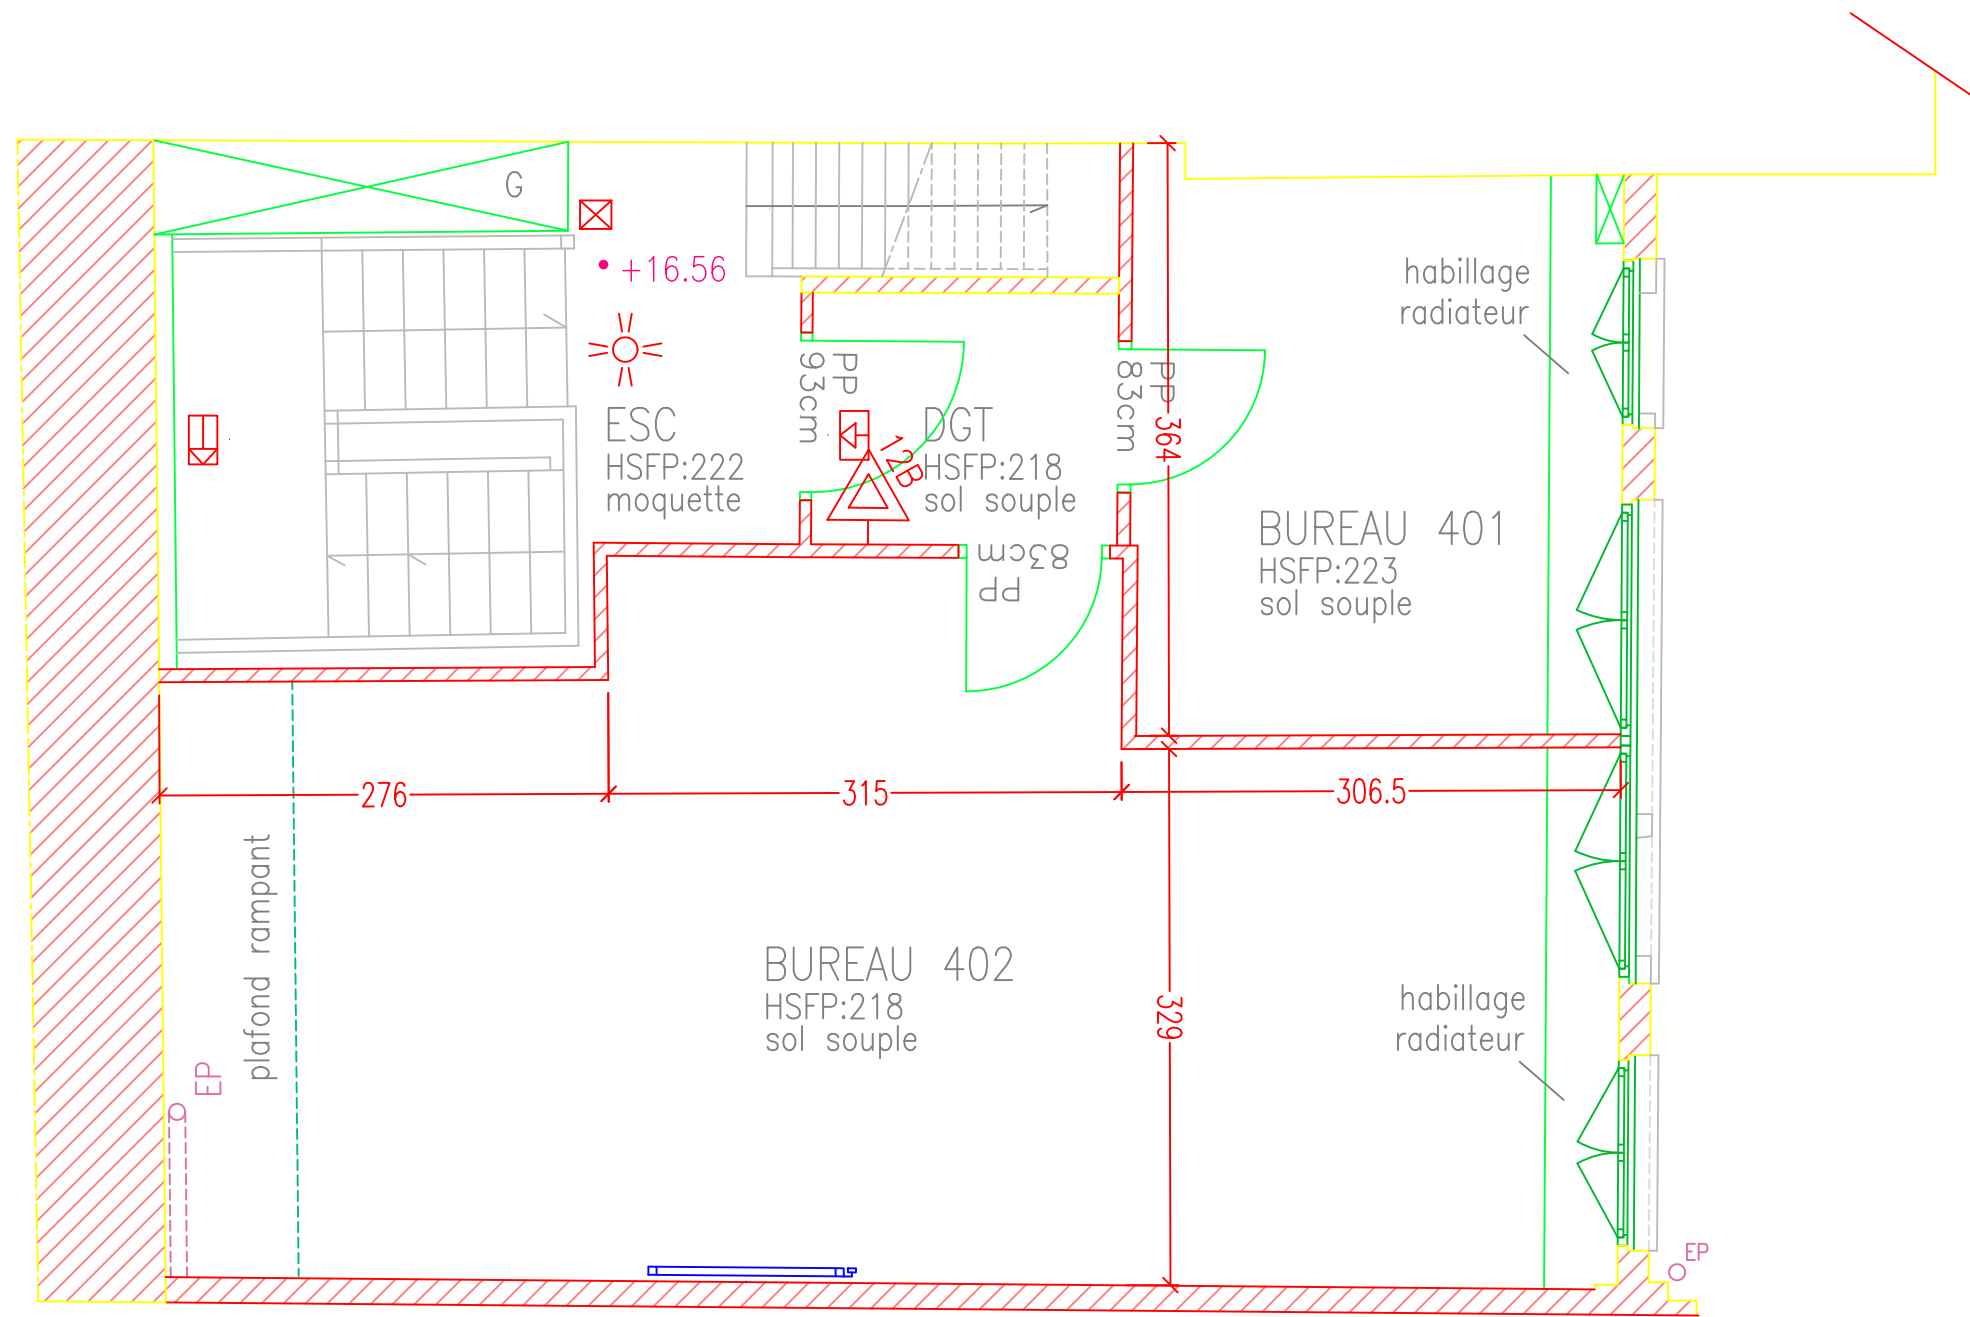 G
+16.56
habillage
radiateur
PP
93cm
PP
83cm
364
ESC
HSFP:222
moquette
12B
DGT
HSFP:218
sol souple
83cm
PP
BUREAU 401
HSFP:223
sol souple
276
315
306.5
plafond rampant
BUREAU 402
HSFP:218
sol souple
329
habillage
radiateur
EP
EP